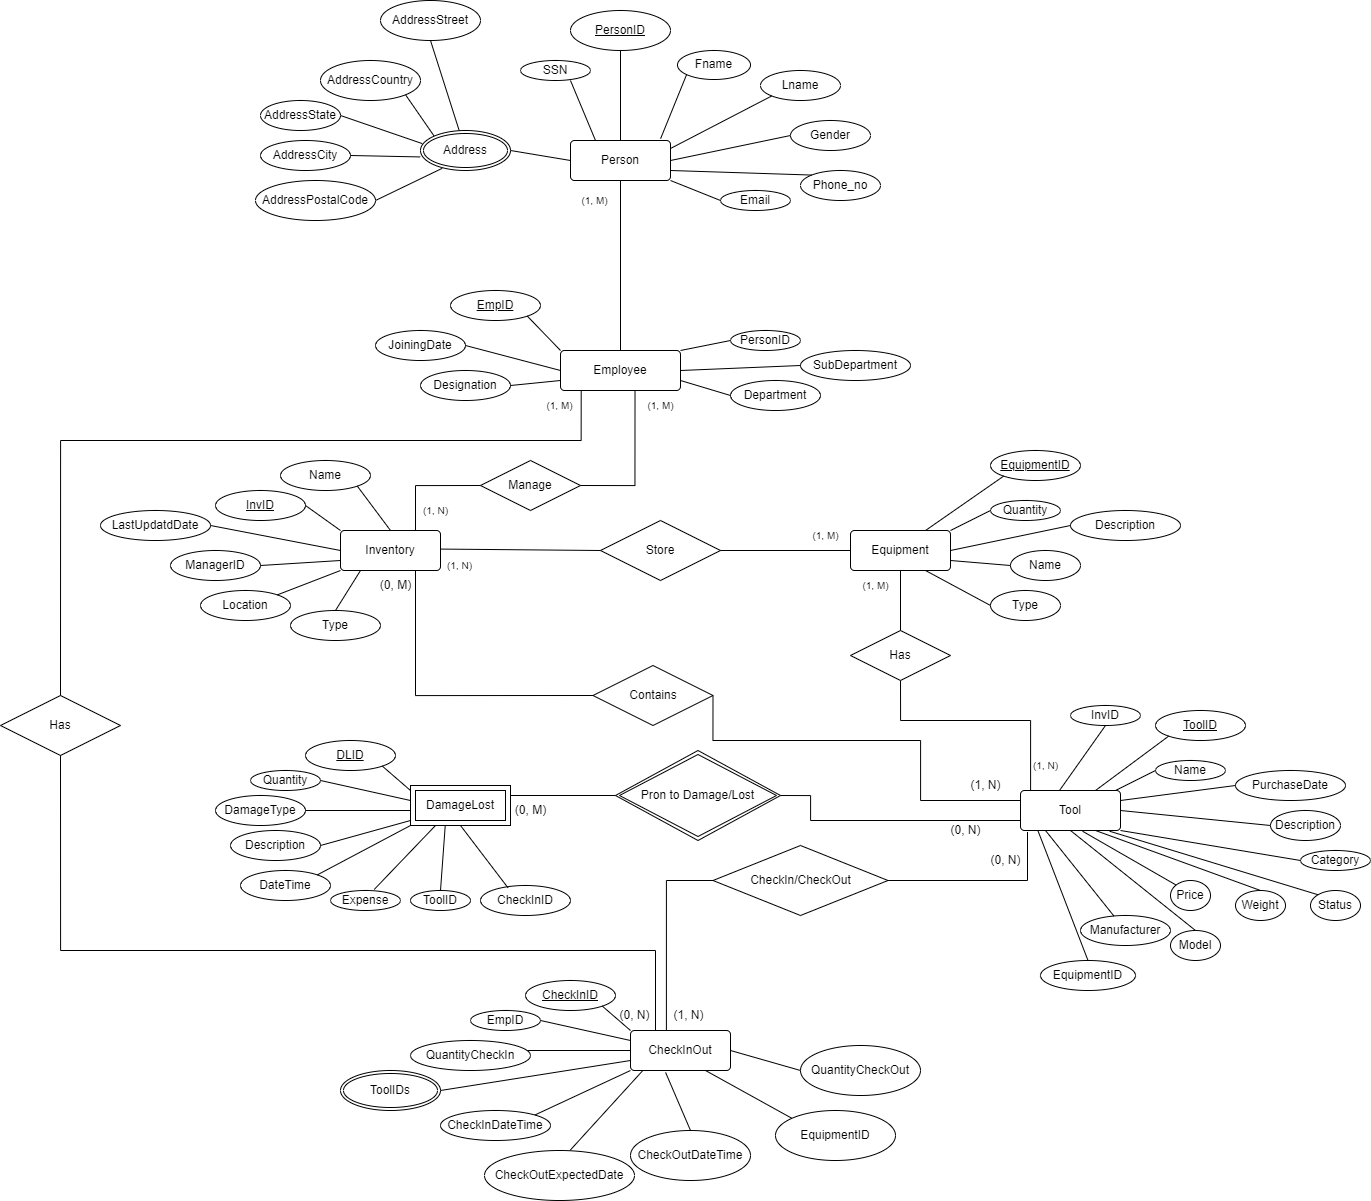 AddressStreet
PersonID
AddressCountry
SSN
Fname
Lname
AddressState
Gender
AddressCity
Address
Person
Phone_no
AddressPostalCode
Email
(1, M)
EmpID
JoiningDate
PersonID
Employee
SubDepartment
Designation
Department
(1, M)
(1, M)
Name
Manage
EquipmentID
InvID
(1, N)
Quantity
LastUpdatdDate
Description
(1, M)
Inventory
Store
Equipment
ManagerID
(1, N)
Name
(0, M)
(1, M)
Location
Type
Type
Has
Contains
Has
InvID
ToolID
DLID
(1, N)
Name
Quantity
(1, N)
PurchaseDate
Pron to Damage/Lost
DamageType
DamageLost
(0, M)
Tool
Description
(0, N)
Description
(0, N)
Category
DateTime
CheckIn/CheckOut
Expense
ToolID
CheckInID
Price
Weight
Status
Manufacturer
Model
EquipmentID
CheckInID
EmpID
(0, N)
(1, N)
QuantityCheckIn
CheckInOut
QuantityCheckOut
ToolIDs
CheckInDateTime
EquipmentID
CheckOutDateTime
CheckOutExpectedDate